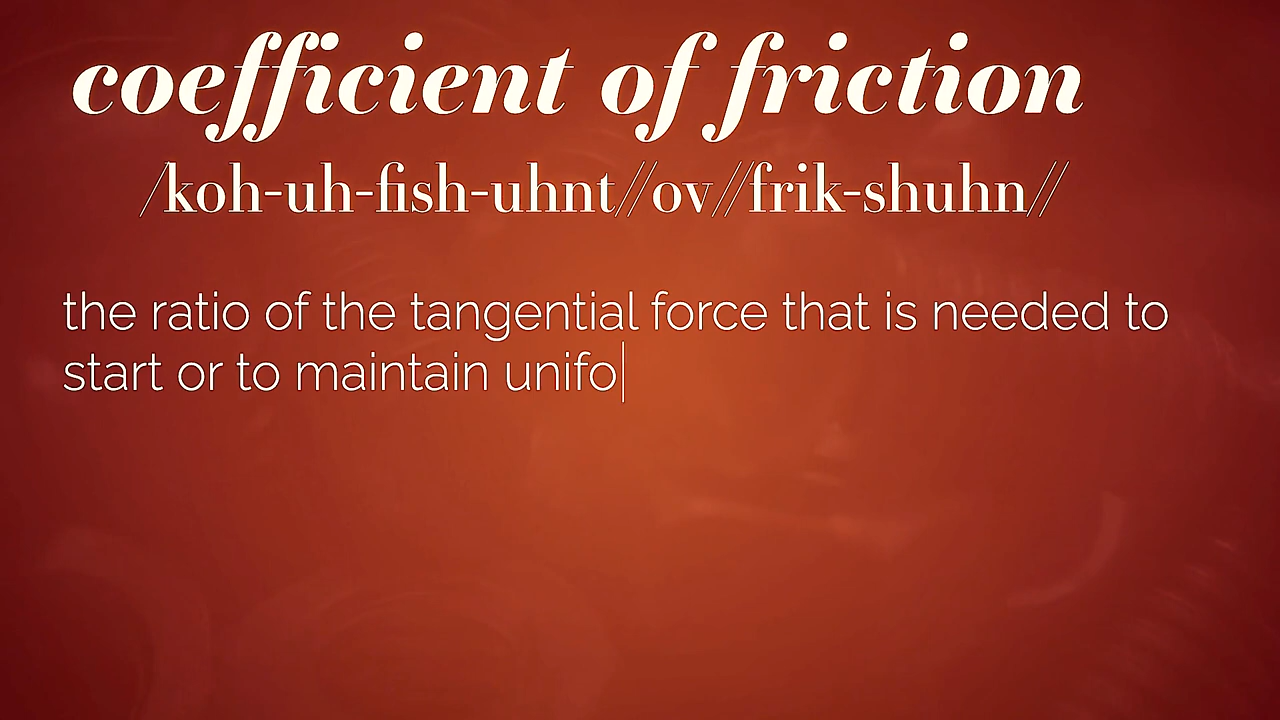 coefficient of friction
/koh-uh-fish-uhnt//ov//frik-shuhn//
the ratio of the tangential force that is needed to
start or to maintain unifo